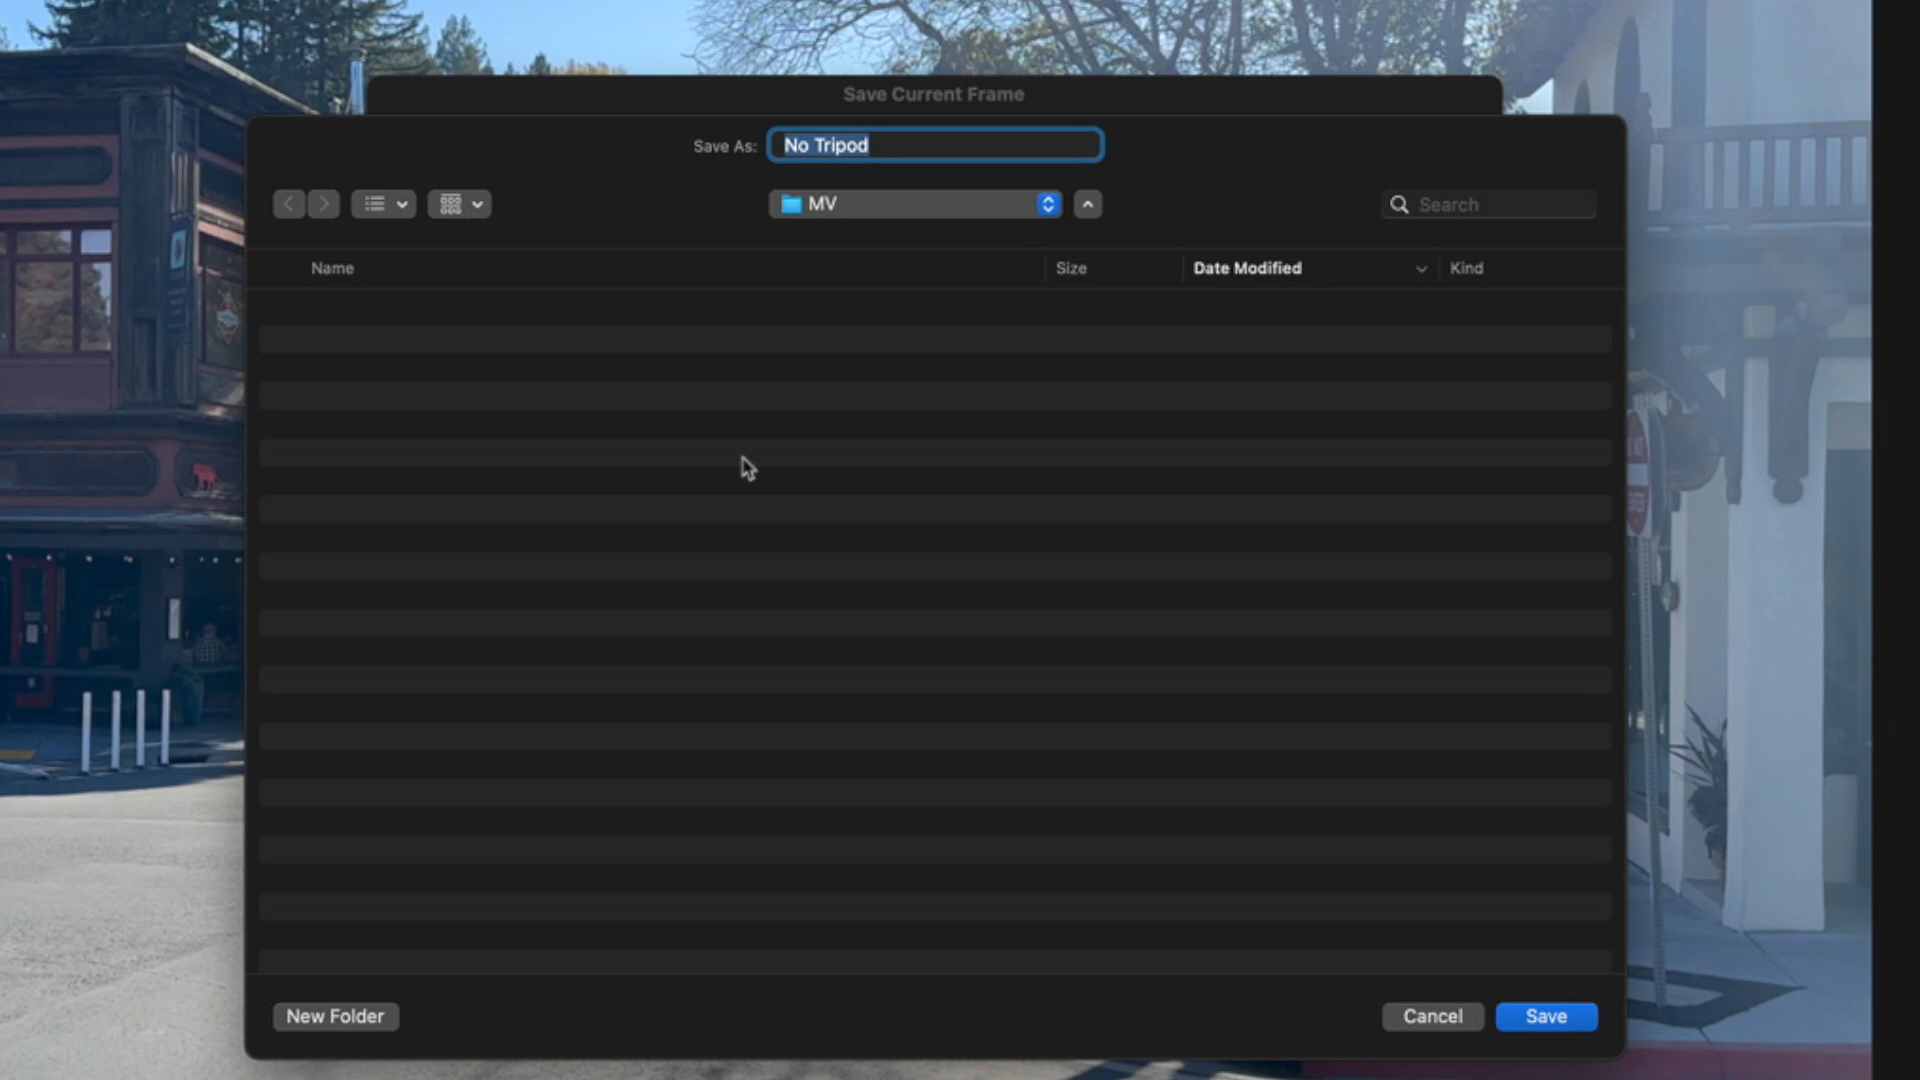 Save Current Frame
Save As: No Tripod
MV
Search
Name Size Date Modified Kind
New Folder Cancel Save